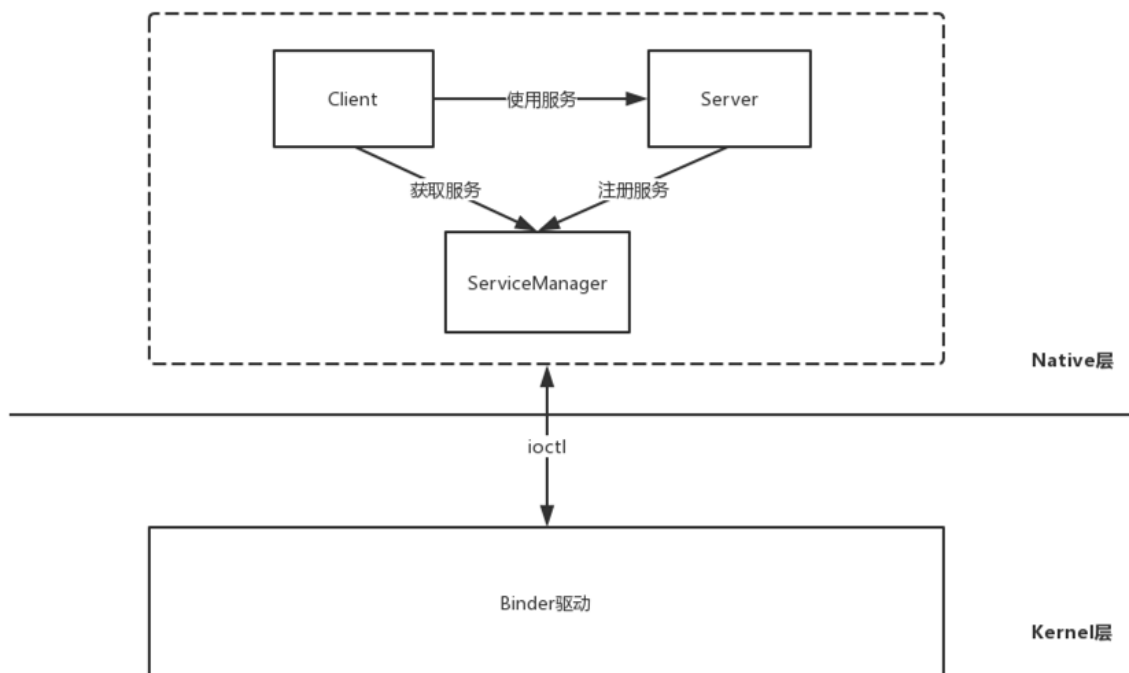 Client
使用服务
Server
获取服务
注册服务
ServiceManager
Native层
ioctl
Binder驱动
Kernel层